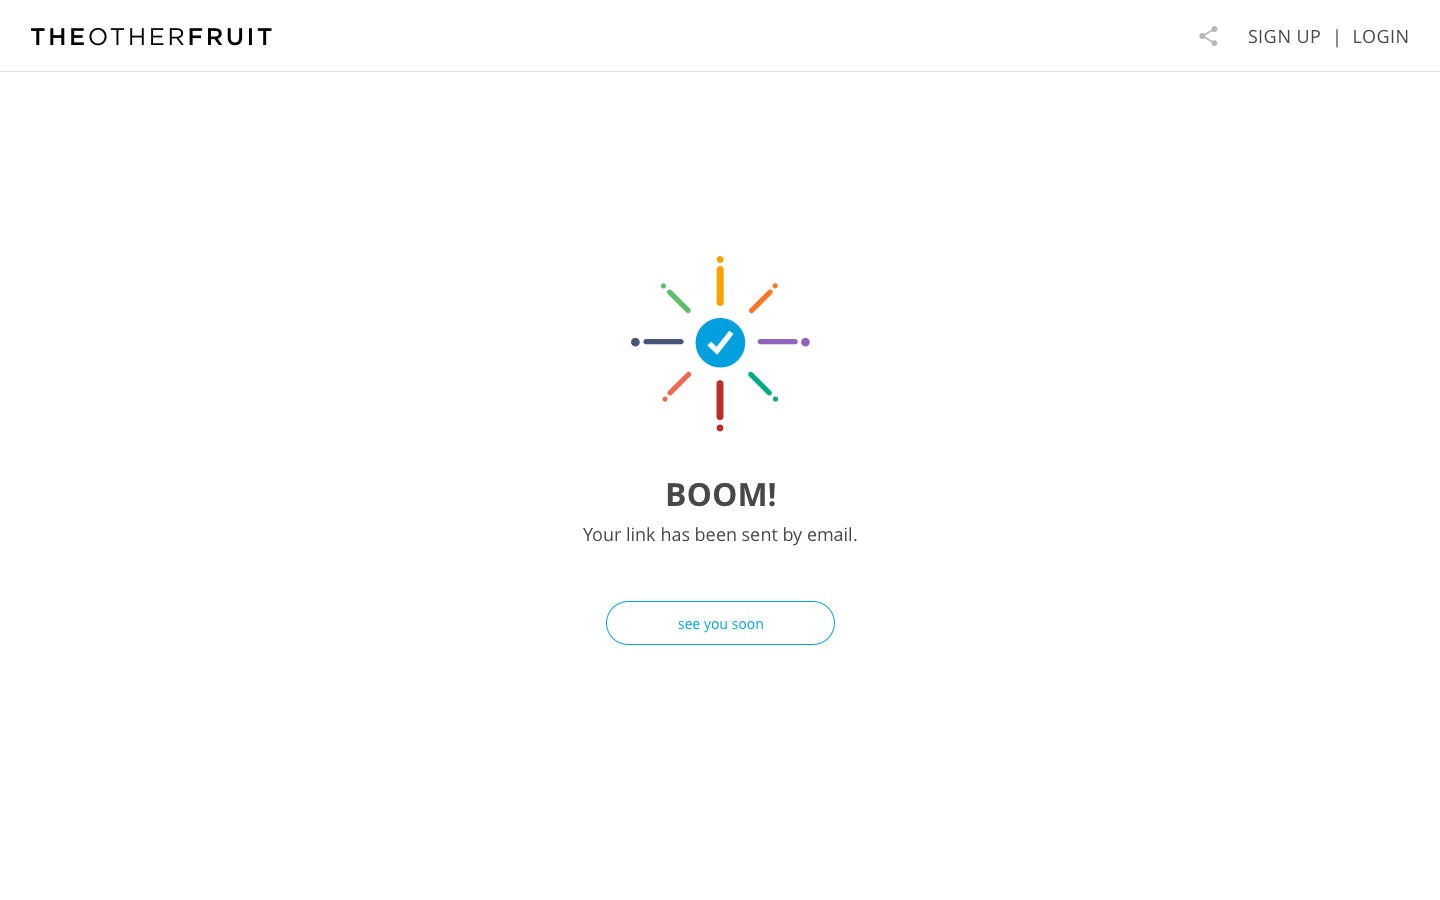 THEOTHERFRUIT
SIGN UP | LOGIN
BOOM!
Your link has been sent by email.
see you soon